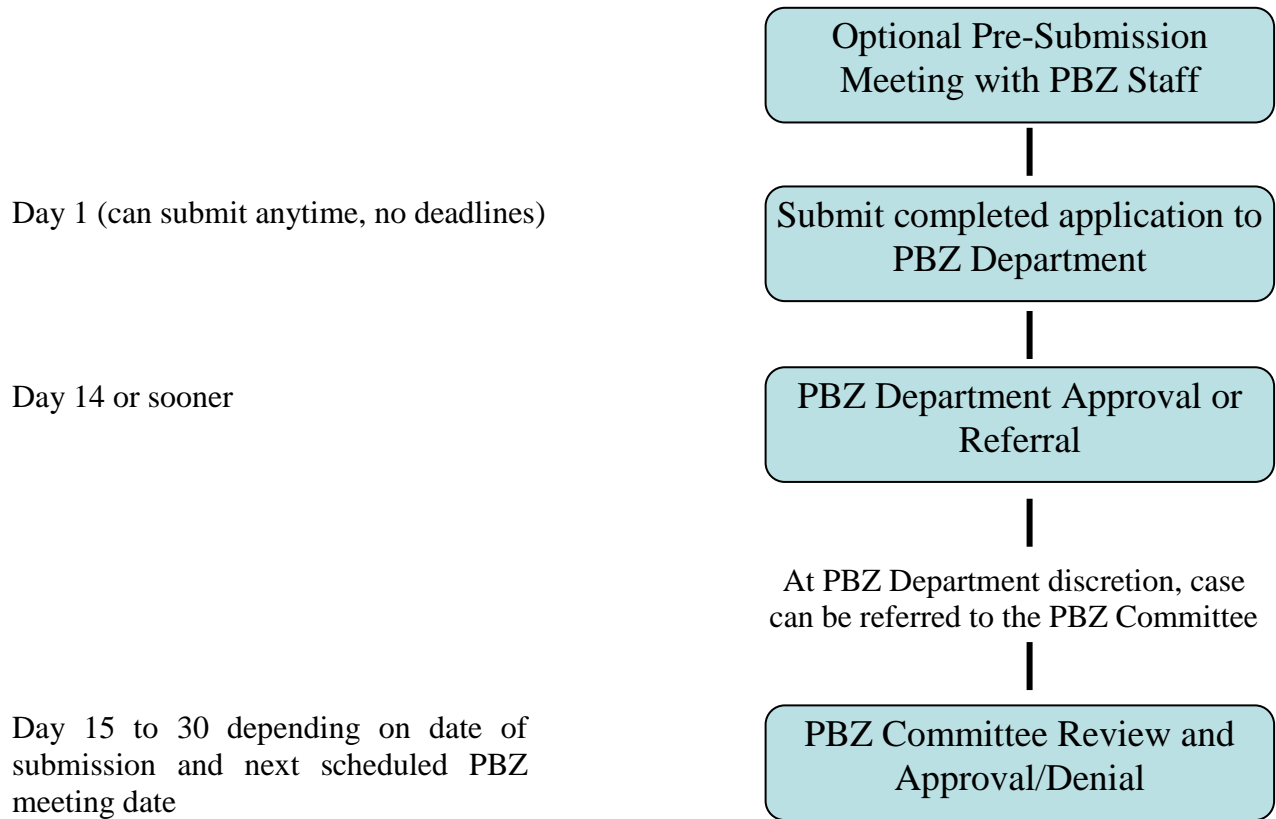 Optional Pre-Submission
Meeting with PBZ Staff
Day 1 (can submit anytime, no deadlines)
Submit completed application to
PBZ Department
Day 14 or sooner
PBZ Department Approval or
Referral
At PBZ Department discretion, case
can be referred to the PBZ Committee
Day 15 to 30 depending on date of
submission and next scheduled PBZ
meeting date
PBZ Committee Review and
Approval/Denial